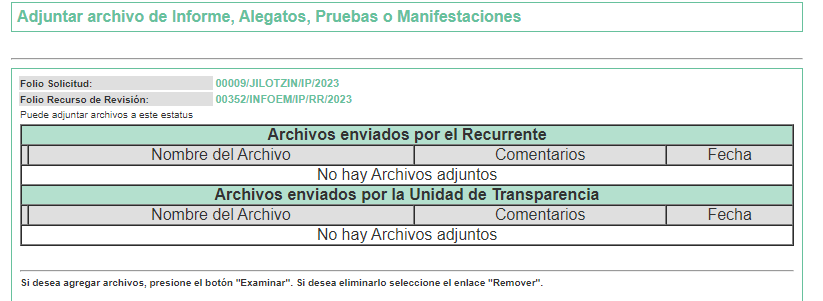 Adjuntar archivo de Informe, Alegatos, Pruebas o Manifestaciones
Folio Solicitud: 00009/JILOTZIN/IP/2023
Folio Recurso de Revisión: 00352/INFOEM/IP/RR/2023
Puede adjuntar archivos a este estatus
Archivos enviados por el Recurrente
Nombre del Archivo Comentarios Fecha
No hay Archivos adjuntos
Archivos enviados por la Unidad de Transparencia
Nombre del Archivo Comentarios Fecha
No hay Archivos adjuntos
Si desea agregar archivos, presione el botón "Examinar". Si desea eliminarlo seleccione el enlace "Remover".